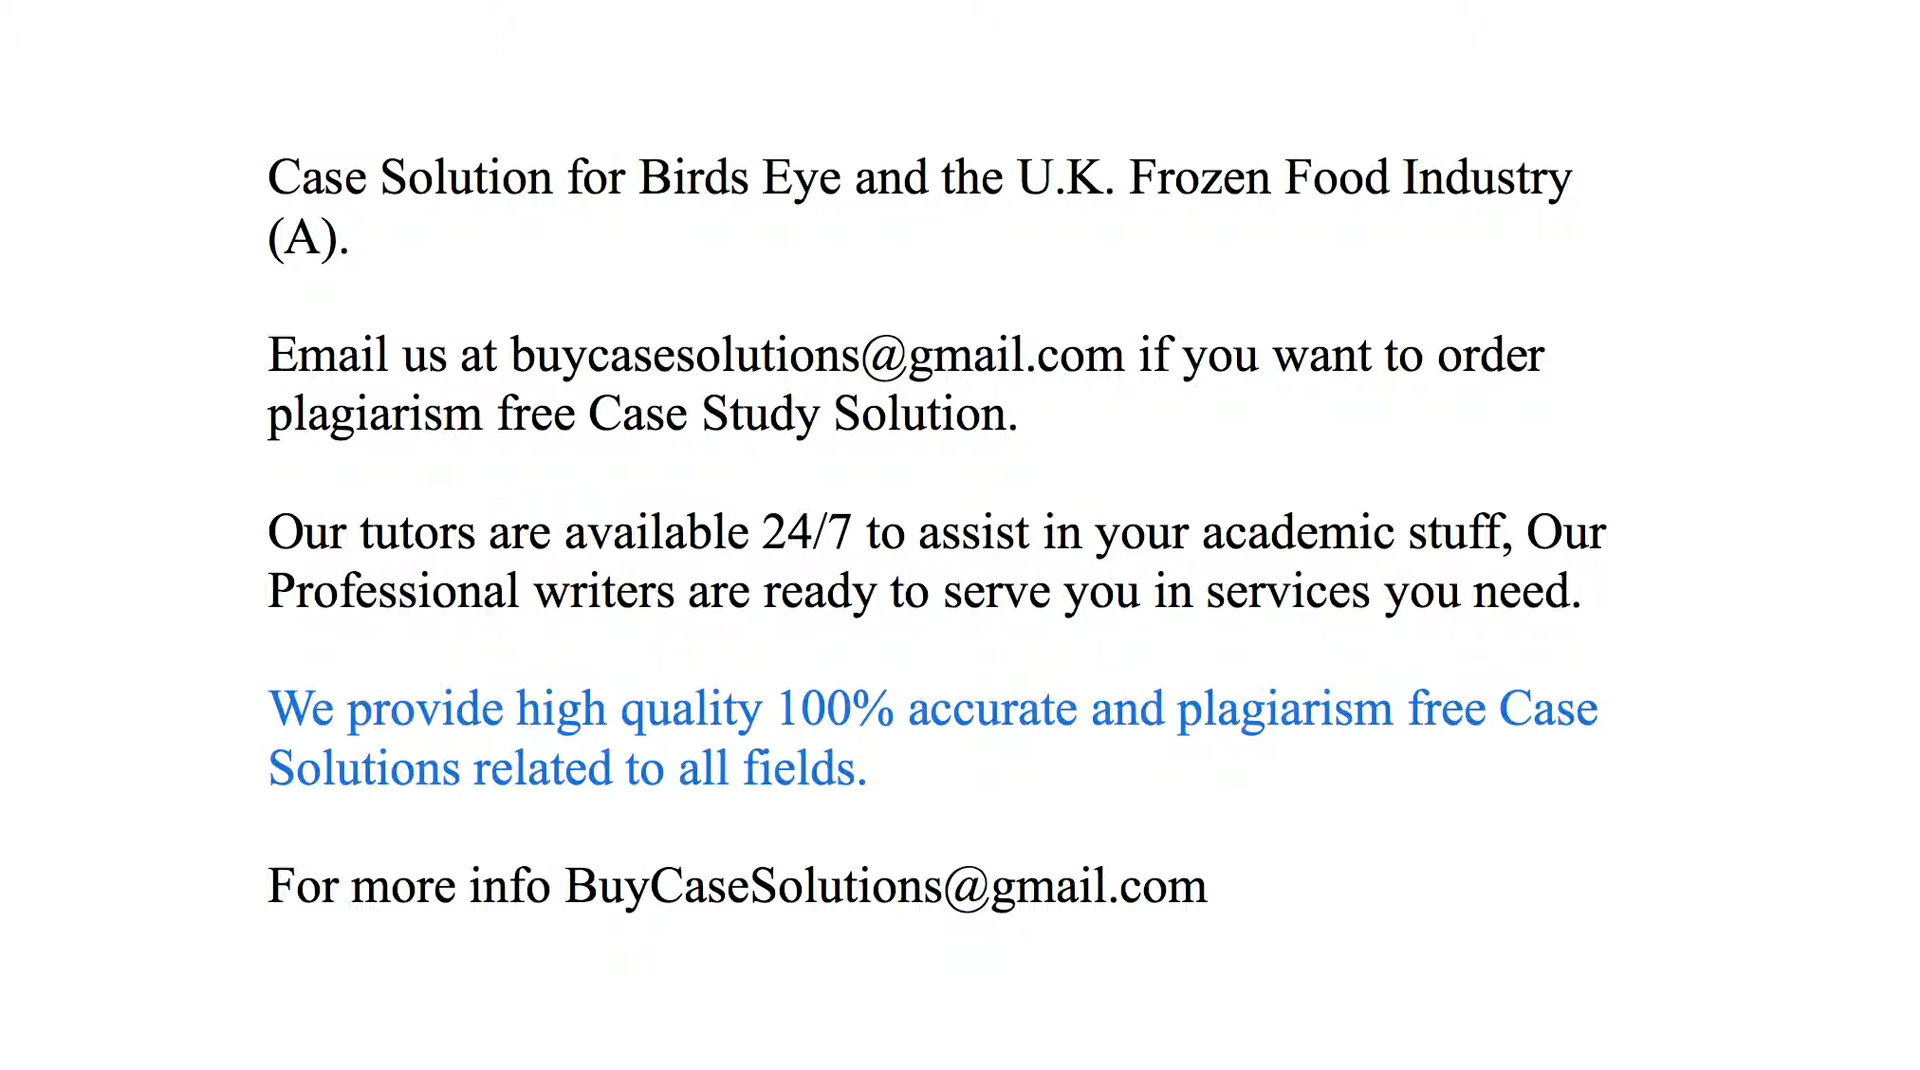 Case Solution for Birds Eye and the U.K. Frozen Food Industry
(A).
Email us at buycasesolutions@gmail.com if you want to order
plagiarism free Case Study Solution.
Our tutors are available 24/7 to assist in your academic stuff, Our
Professional writers are ready to serve you in services you need.
We provide high quality 100% accurate and plagiarism free Case
Solutions related to all fields.
For more info BuyCaseSolutions@gmail.com